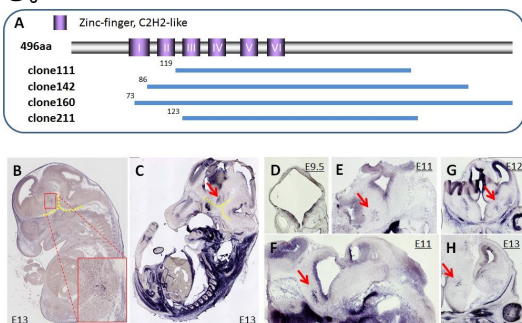 A
Zinc-finger, C2H2-like
496aa
I II III IV V VI
119
clone111
86
clone142
73
clone160
123
clone211
B
C
D
E9.5
E
E11
G
E12
F
E11
H
E13
E13
E13